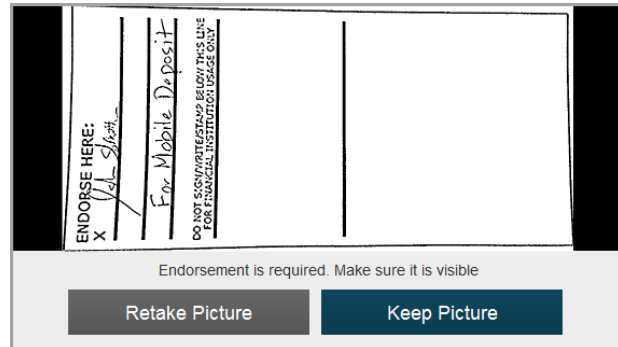 ENDORSE HERE:
X
For Mobile Deposit
DO NOT SIGN/WRITE/STAMP BELOW THIS LINE
FOR FINANCIAL INSTITUTION USAGE ONLY
Endorsement is required. Make sure it is visible
Retake Picture
Keep Picture